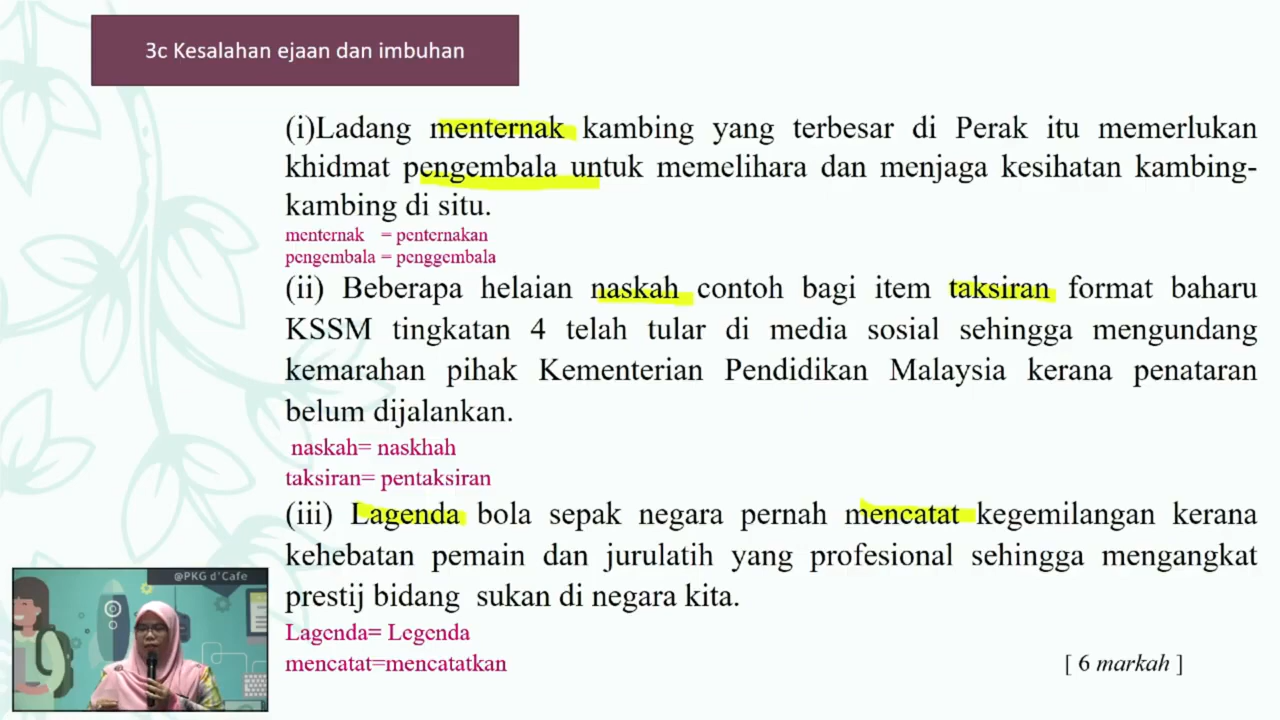 3c Kesalahan ejaan dan imbuhan
(i)Ladang menternak kambing yang terbesar di Perak itu memerlukan
khidmat pengembala untuk memelihara dan menjaga kesihatan kambing-
kambing di situ.
menternak = penternakan
pengembala = penggembala
(ii) Beberapa helaian naskah contoh bagi item taksiran format baharu
KSSM tingkatan 4 telah tular di media sosial sehingga mengundang
kemarahan pihak Kementerian Pendidikan Malaysia kerana penataran
belum dijalankan.
naskah= naskhah
taksiran= pentaksiran
(iii) Lagenda bola sepak negara pernah mencatat kegemilangan kerana
kehebatan pemain dan jurulatih yang profesional sehingga mengangkat
prestij bidang sukan di negara kita.
Lagenda= Legenda
mencatat=mencatatkan
[ 6 markah ]
@PKG d'Cafe